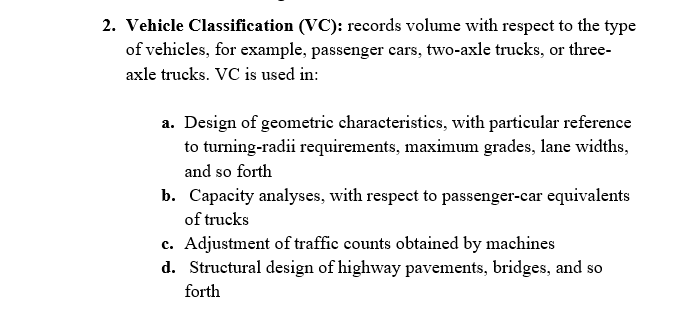 2. Vehicle Classification (VC): records volume with respect to the type
of vehicles, for example, passenger cars, two-axle trucks, or three-
axle trucks. VC is used in:
a. Design of geometric characteristics, with particular reference
to turning-radii requirements, maximum grades, lane widths,
and so forth
b. Capacity analyses, with respect to passenger-car equivalents
of trucks
c. Adjustment of traffic counts obtained by machines
d. Structural design of highway pavements, bridges, and so
forth